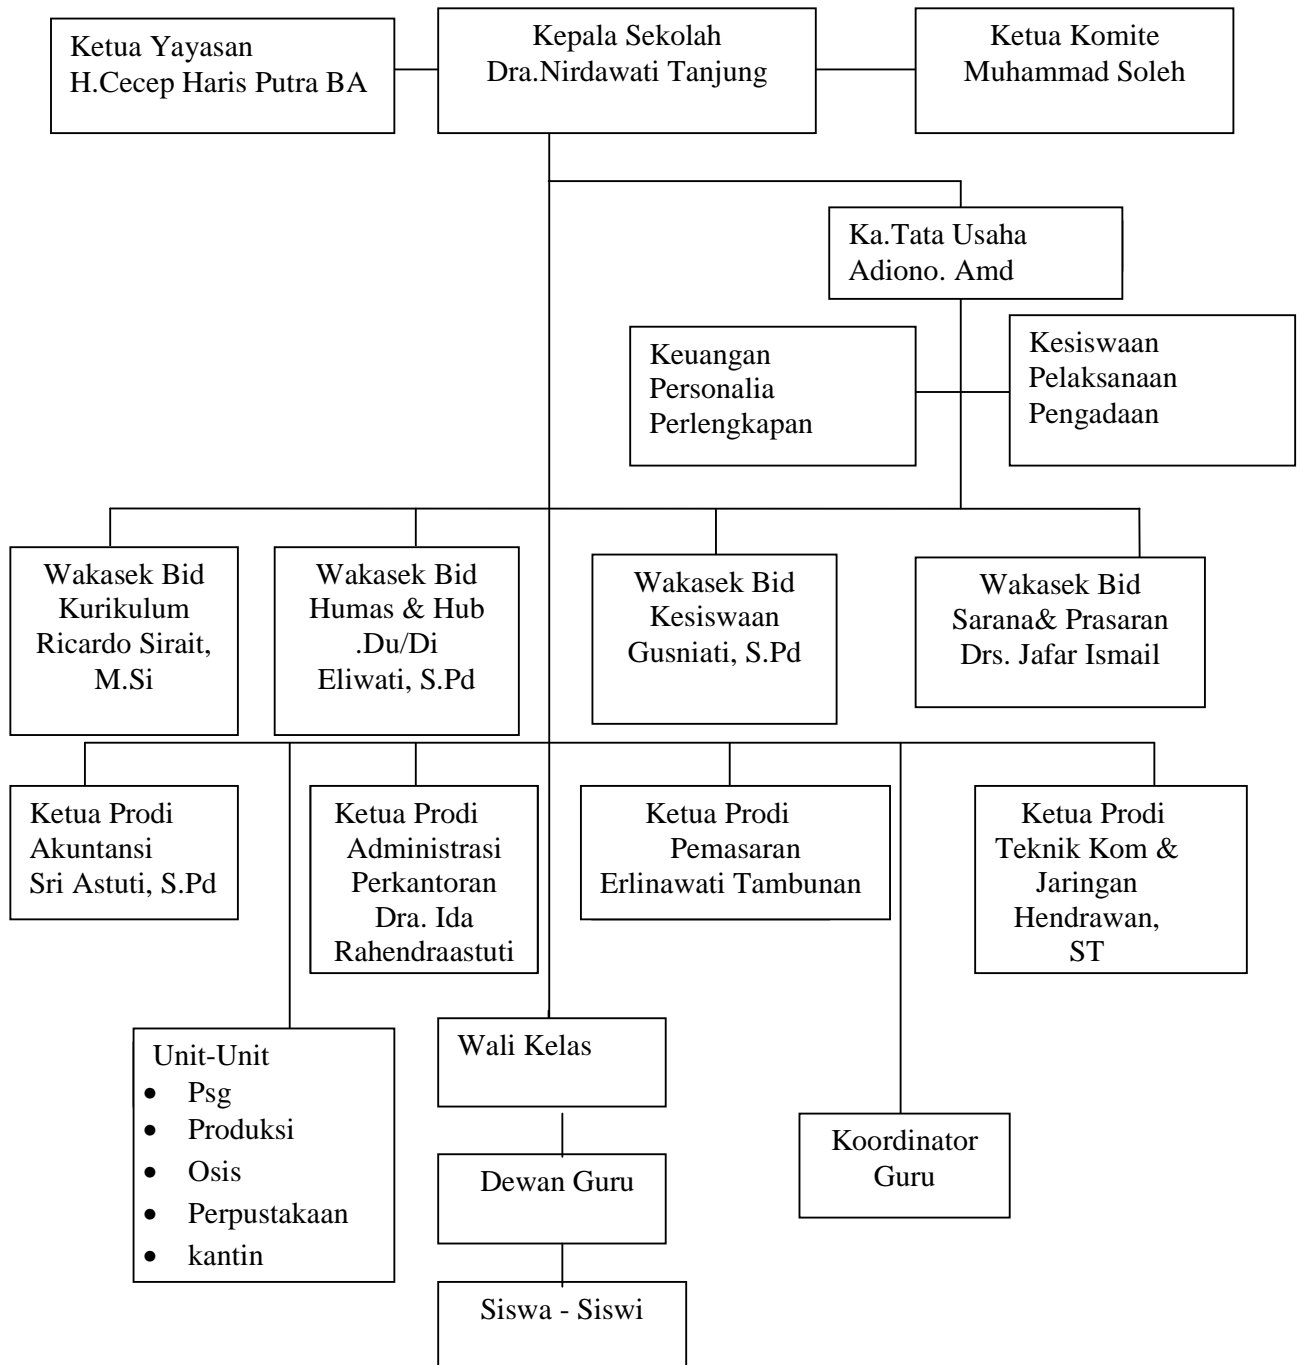 Ketua Yayasan
H.Cecep Haris Putra BA
Kepala Sekolah
Dra.Nirdawati Tanjung
Ketua Komite
Muhammad Soleh
Ka.Tata Usaha
Adiono. Amd
Keuangan
Personalia
Perlengkapan
Kesiswaan
Pelaksanaan
Pengadaan
Wakasek Bid
Kurikulum
Ricardo Sirait,
M.Si
Wakasek Bid
Humas & Hub
.Du/Di
Eliwati, S.Pd
Wakasek Bid
Kesiswaan
Gusniati, S.Pd
Wakasek Bid
Sarana& Prasaran
Drs. Jafar Ismail
Ketua Prodi
Akuntansi
Sri Astuti, S.Pd
Ketua Prodi
Administrasi
Perkantoran
Dra. Ida
Rahendraastuti
Ketua Prodi
Pemasaran
Erlinawati Tambunan
Ketua Prodi
Teknik Kom &
Jaringan
Hendrawan,
ST
Unit-Unit
• Psg
• Produksi
• Osis
• Perpustakaan
• kantin
Wali Kelas
Dewan Guru
Siswa - Siswi
Koordinator
Guru